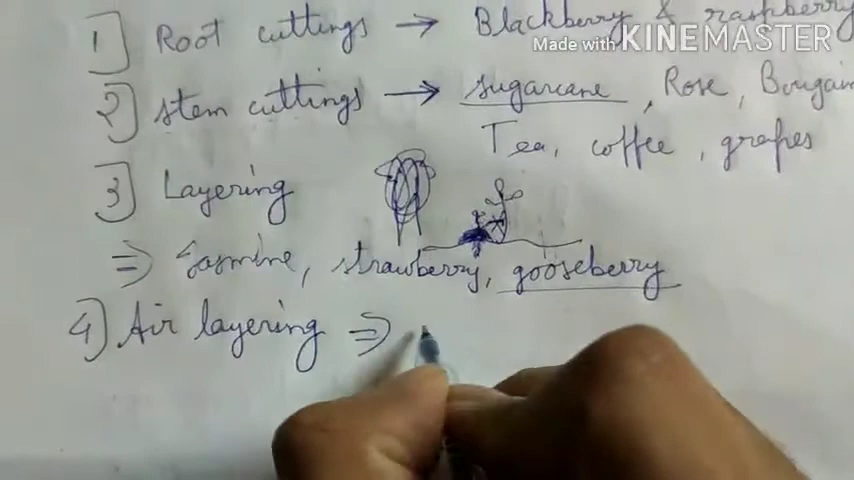 1] Root cuttings → Blackberry & raspberry
Made with KINEMASTER
2] stem cuttings → sugarcane, Rose, Bougain
Tea, coffee, grapes
3] Layering
⇒ Jasmine, strawberry, gooseberry
4] Air layering ⇒